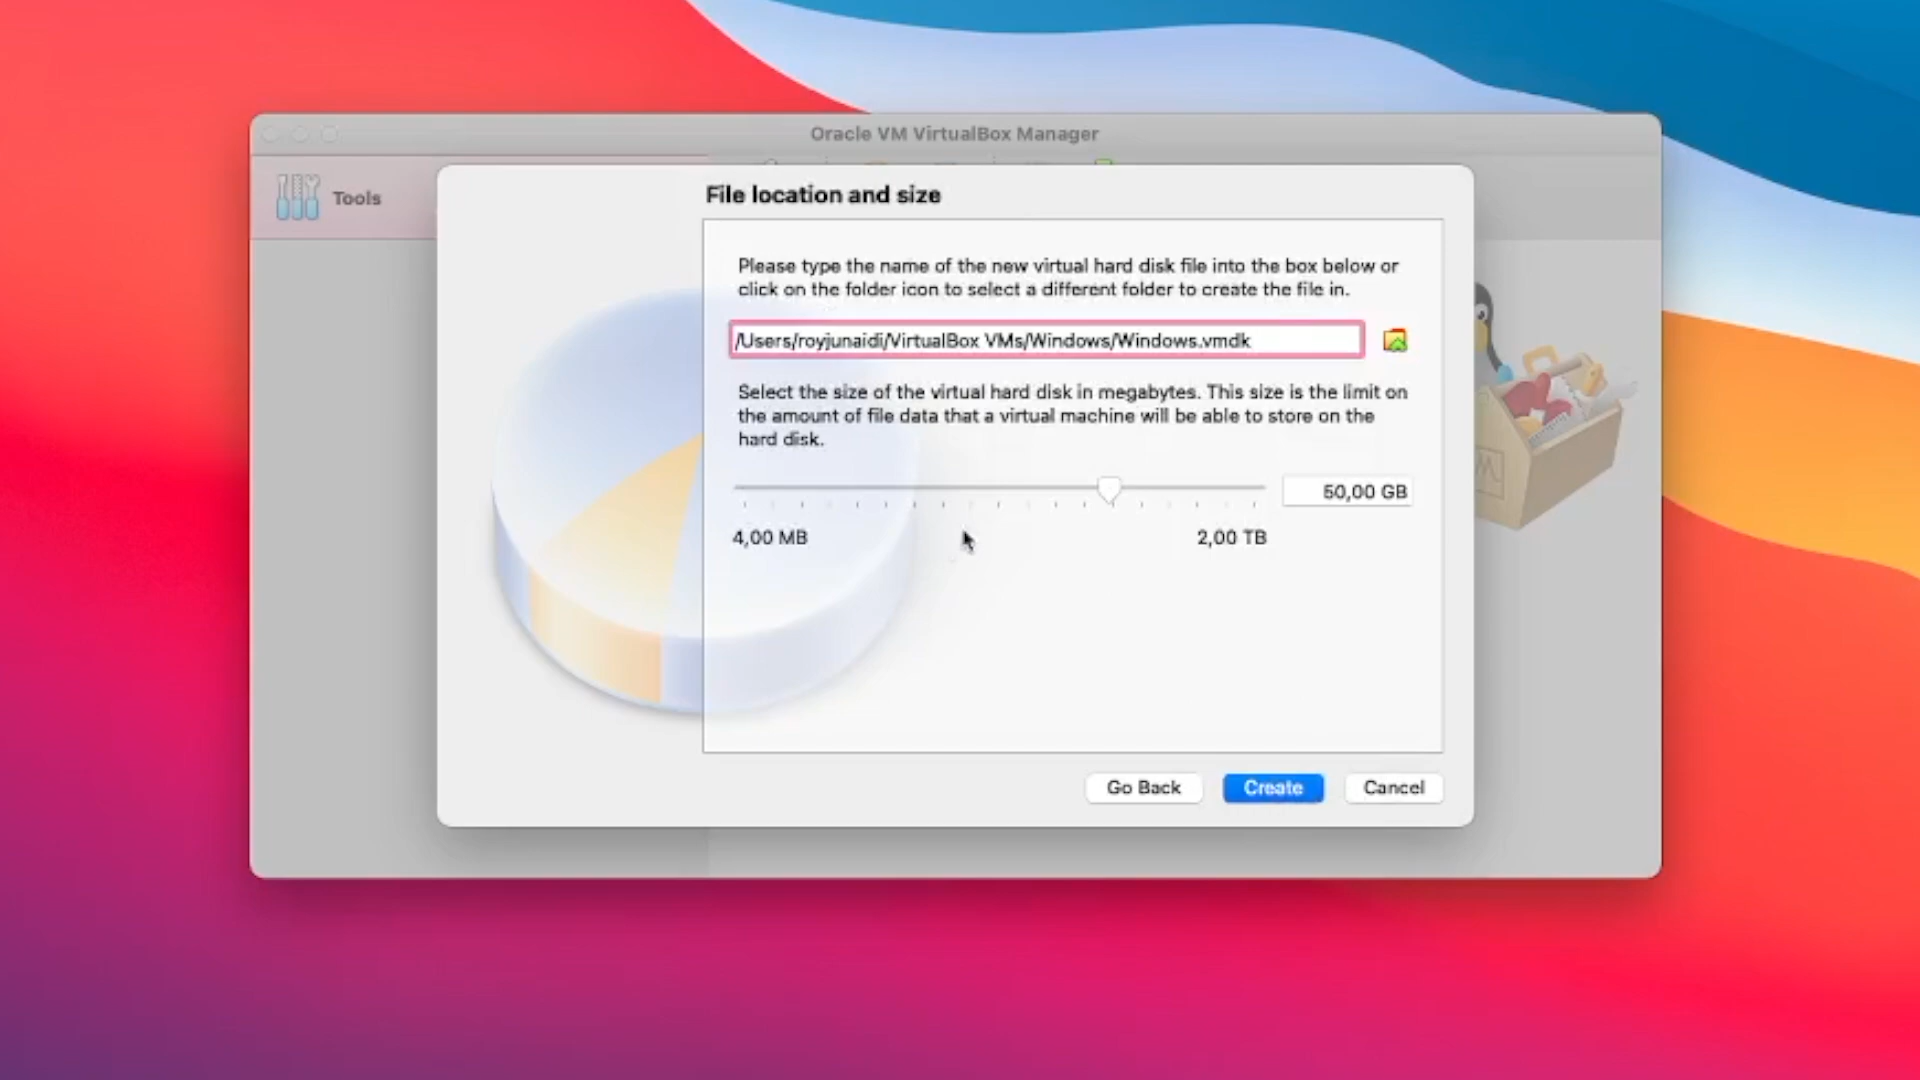 Oracle VM VirtualBox Manager
Tools
File location and size
Please type the name of the new virtual hard disk file into the box below or
click on the folder icon to select a different folder to create the file in.
/Users/royjunaidi/VirtualBox VMs/Windows/Windows.vmdk
Select the size of the virtual hard disk in megabytes. This size is the limit on
the amount of file data that a virtual machine will be able to store on the
hard disk.
50,00 GB
4,00 MB
2,00 TB
Go Back
Create
Cancel